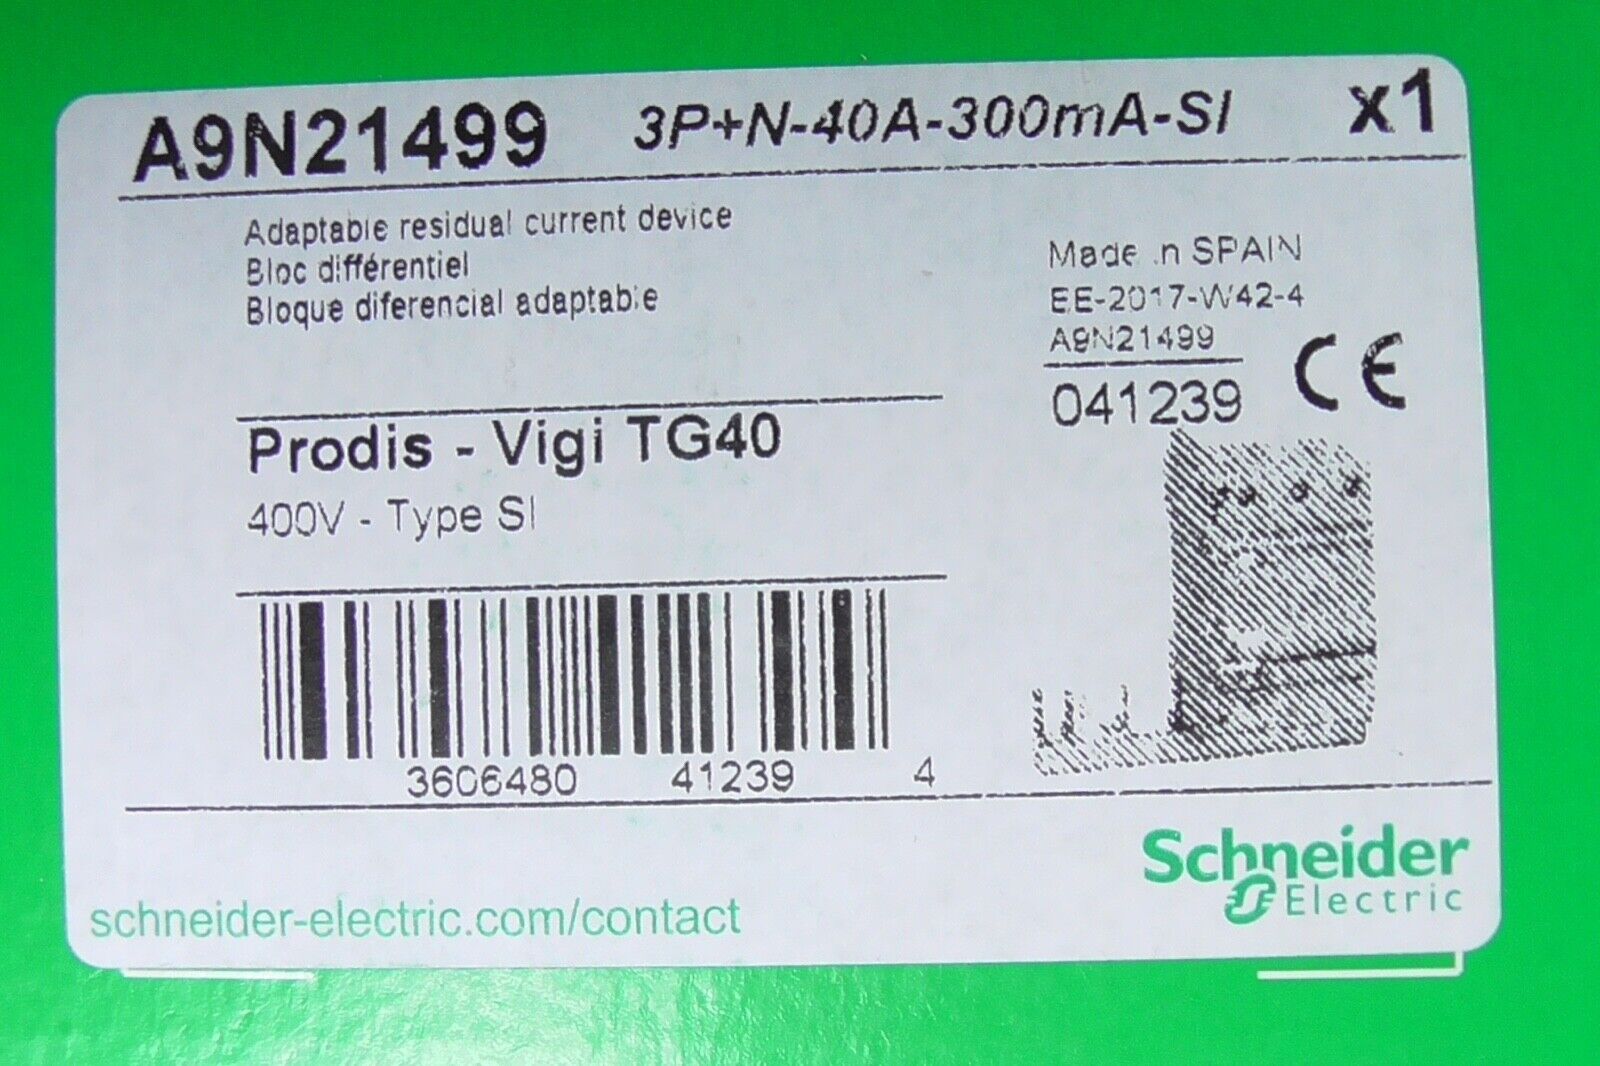 A9N21499 3P+N-40A-300mA-SI x1
Adaptable residual current device
Bloc différentiel
Bloque diferencial adaptable
Made in SPAIN
EE-2017-W42-4
A9N21499
041239
CE
Prodis - Vigi TG40
400V - Type SI
3606480 41239 4
schneider-electric.com/contact
Schneider
Electric